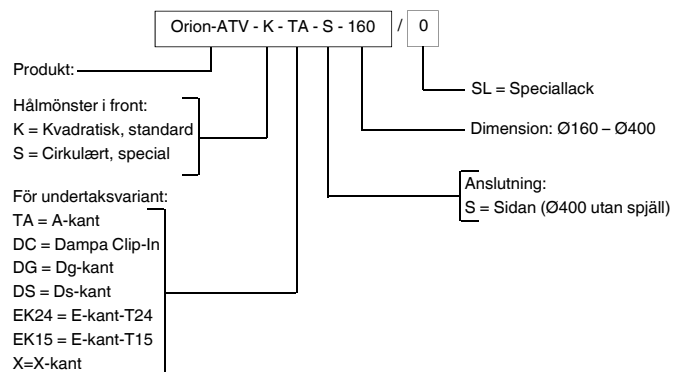 Orion-ATV - K - TA - S - 160 / 0
Produkt:
SL = Speciallack
Hålmönster i front:
K = Kvadratisk, standard
S = Cirkulært, special
Dimension: Ø160 – Ø400
Anslutning:
S = Sidan (Ø400 utan spjäll)
För undertaksvariant:
TA = A-kant
DC = Dampa Clip-In
DG = Dg-kant
DS = Ds-kant
EK24 = E-kant-T24
EK15 = E-kant-T15
X=X-kant